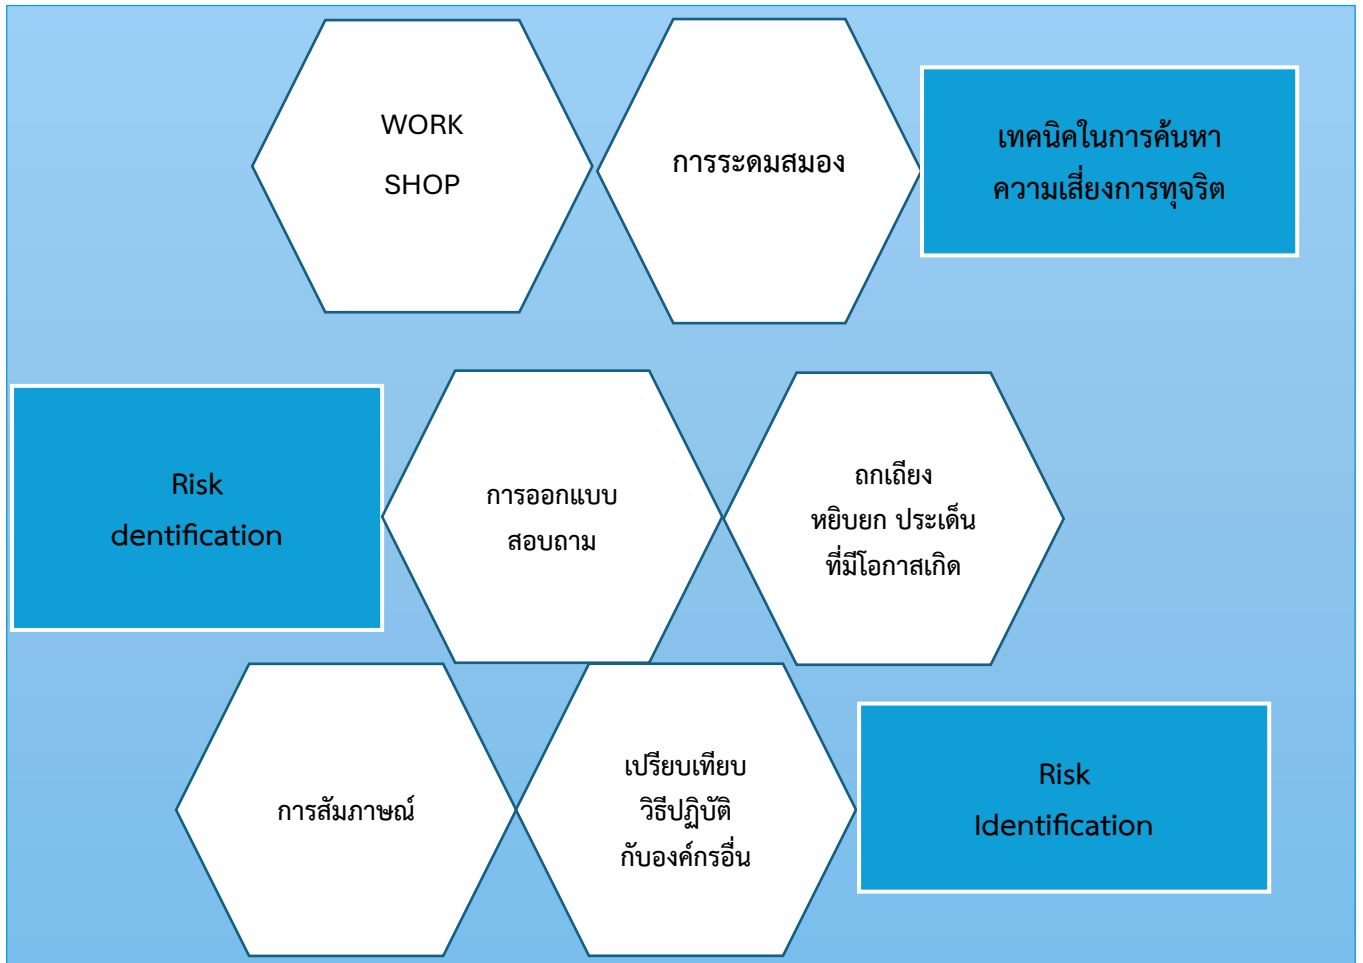 WORK
SHOP
การระดมสมอง
เทคนิคในการค้นหา
ความเสี่ยงการทุจริต
Risk
dentification
การออกแบบ
สอบถาม
ถกเถียง
หยิบยก ประเด็น
ที่มีโอกาสเกิด
การสัมภาษณ์
เปรียบเทียบ
วิธีปฏิบัติ
กับองค์กรอื่น
Risk
Identification